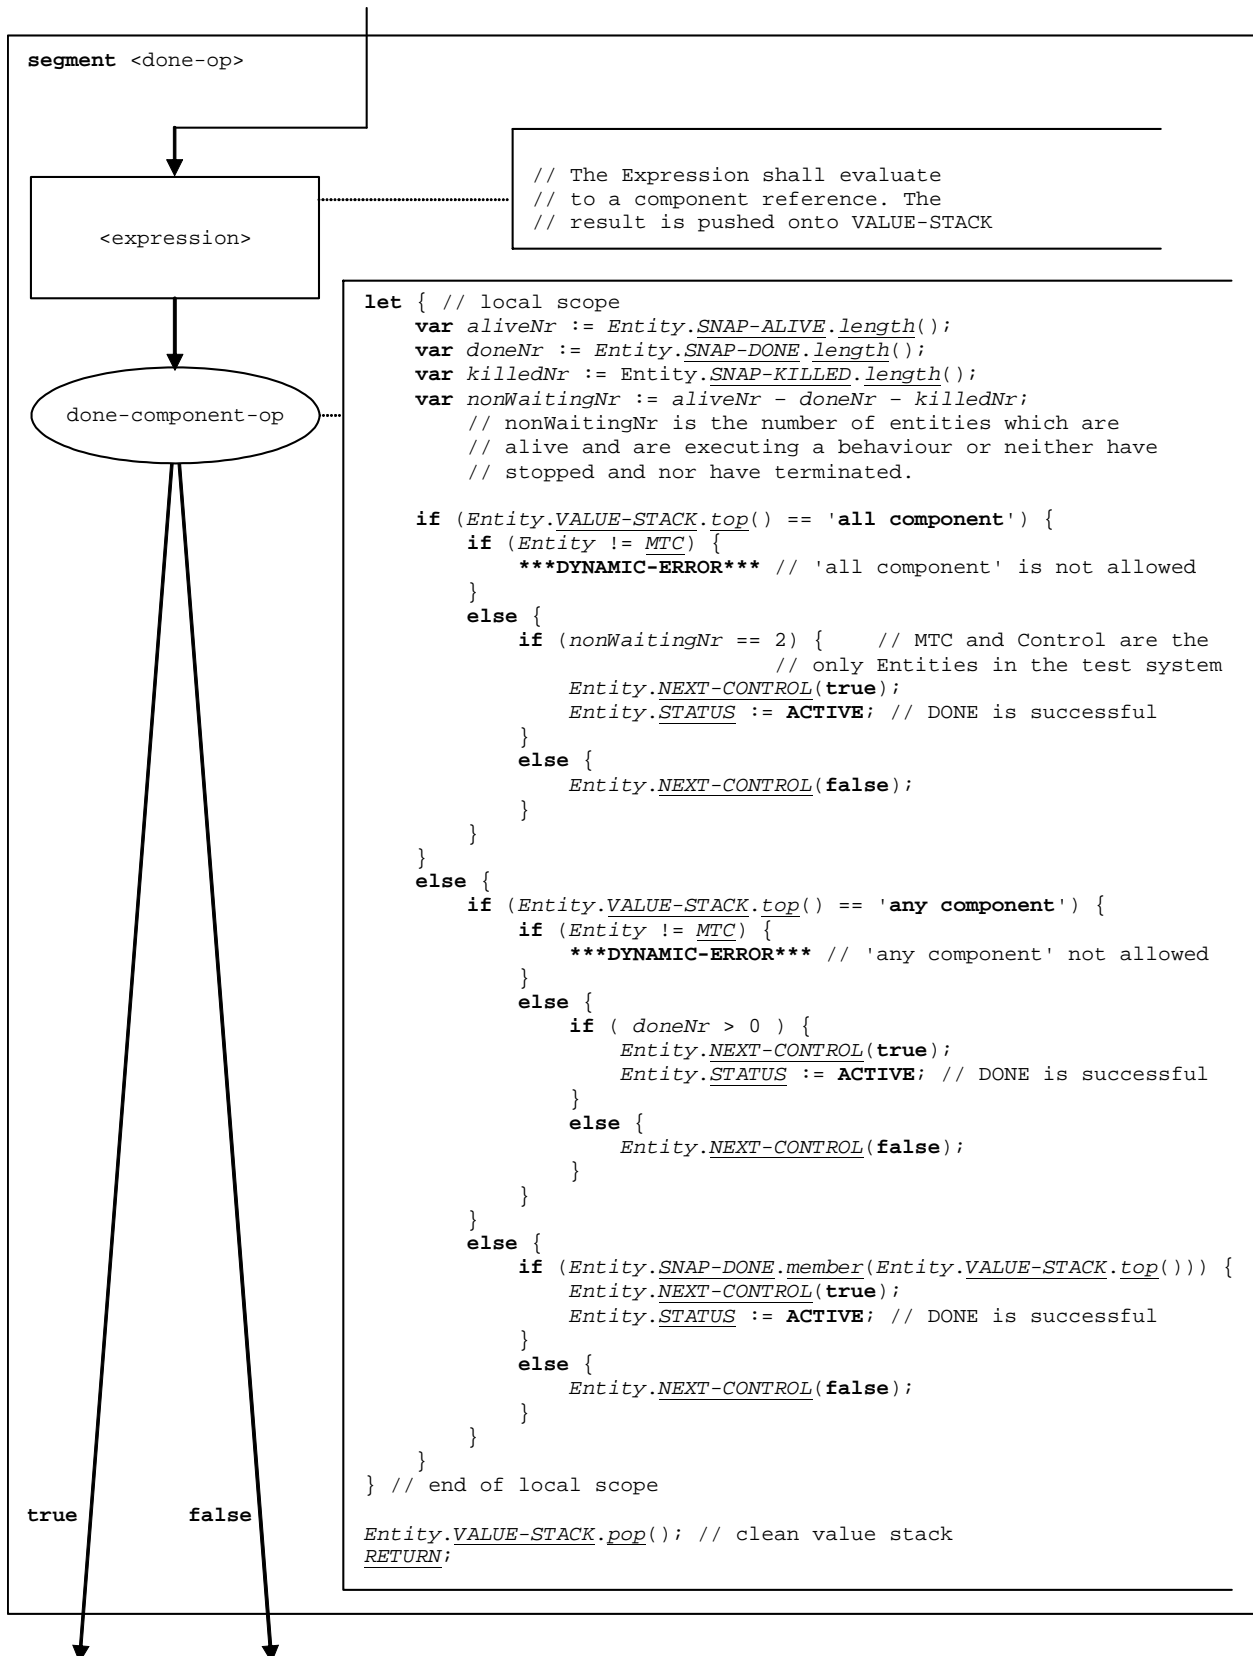 segment <done-op>
// The Expression shall evaluate
// to a component reference. The
// result is pushed onto VALUE-STACK
<expression>
done-component-op
let { // local scope
    var aliveNr := Entity.SNAP-ALIVE.length();
    var doneNr := Entity.SNAP-DONE.length();
    var killedNr := Entity.SNAP-KILLED.length();
    var nonWaitingNr := aliveNr – doneNr – killedNr;
        // nonWaitingNr is the number of entities which are
        // alive and are executing a behaviour or neither have
        // stopped and nor have terminated.
    if (Entity.VALUE-STACK.top() == 'all component') {
        if (Entity != MTC) {
            ***DYNAMIC-ERROR*** // 'all component' is not allowed
        }
        else {
            if (nonWaitingNr == 2) {    // MTC and Control are the
                                // only Entities in the test system
                Entity.NEXT-CONTROL(true);
                Entity.STATUS := ACTIVE; // DONE is successful
            }
            else {
                Entity.NEXT-CONTROL(false);
            }
        }
    }
    else {
        if (Entity.VALUE-STACK.top() == 'any component') {
            if (Entity != MTC) {
                ***DYNAMIC-ERROR*** // 'any component' not allowed
            }
            else {
                if ( doneNr > 0 ) {
                    Entity.NEXT-CONTROL(true);
                    Entity.STATUS := ACTIVE; // DONE is successful
                }
                else {
                    Entity.NEXT-CONTROL(false);
                }
            }
        }
        else {
            if (Entity.SNAP-DONE.member(Entity.VALUE-STACK.top())) {
                Entity.NEXT-CONTROL(true);
                Entity.STATUS := ACTIVE; // DONE is successful
            }
            else {
                Entity.NEXT-CONTROL(false);
            }
        }
    }
} // end of local scope
Entity.VALUE-STACK.pop(); // clean value stack
RETURN;
true
false